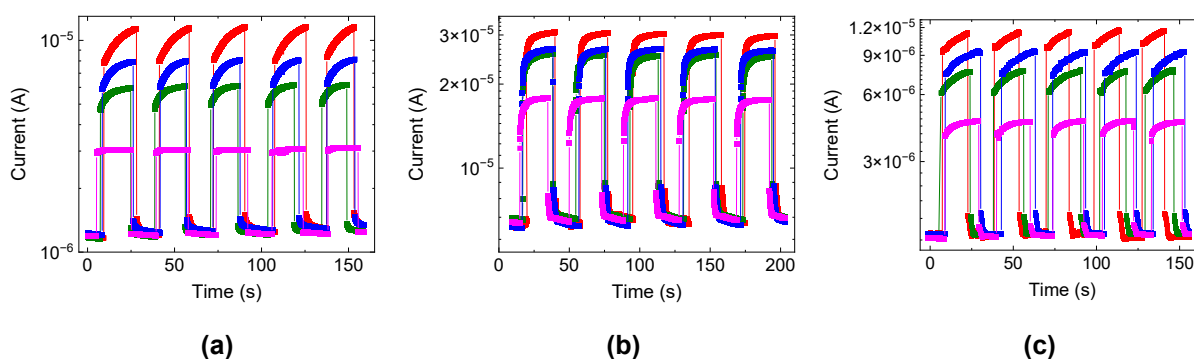 Current (A)
10⁻⁵
10⁻⁶
0 50 100 150
Time (s)
(a)
Current (A)
3×10⁻⁵
2×10⁻⁵
10⁻⁵
0 50 100 150 200
Time (s)
(b)
Current (A)
1.2×10⁻⁵
9×10⁻⁶
6×10⁻⁶
3×10⁻⁶
0 50 100 150
Time (s)
(c)